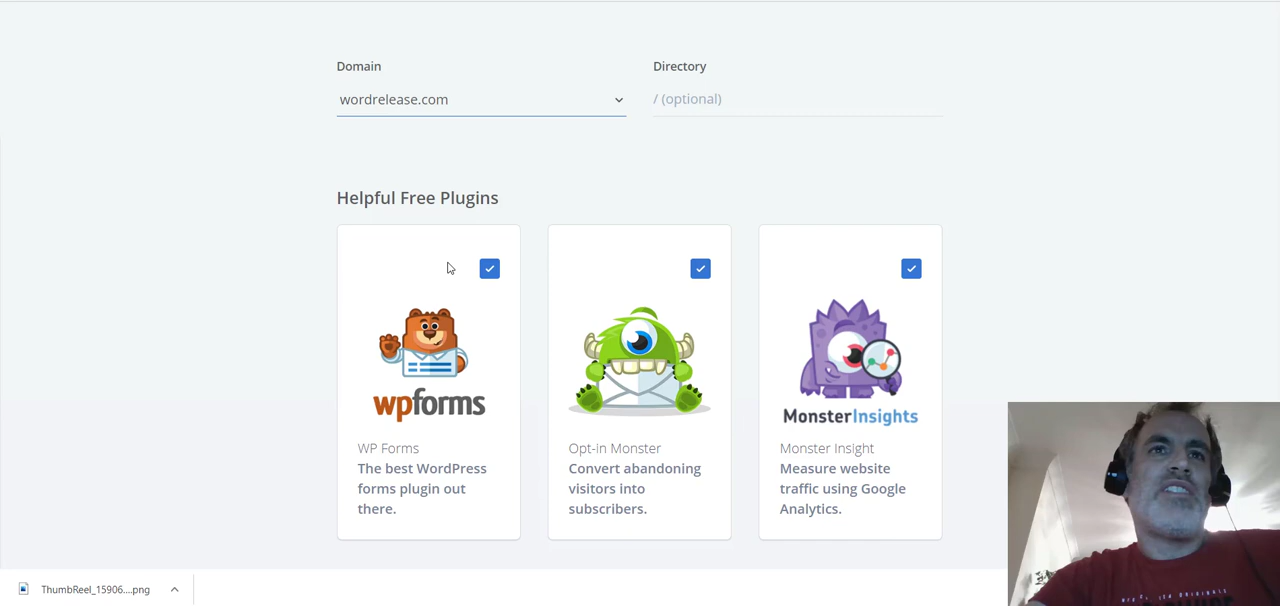 Domain
Directory
wordrelease.com
/ (optional)
Helpful Free Plugins
wpforms
MonsterInsights
WP Forms
The best WordPress
forms plugin out
there.
Opt-in Monster
Convert abandoning
visitors into
subscribers.
Monster Insight
Measure website
traffic using Google
Analytics.
ThumbReel_15906....png